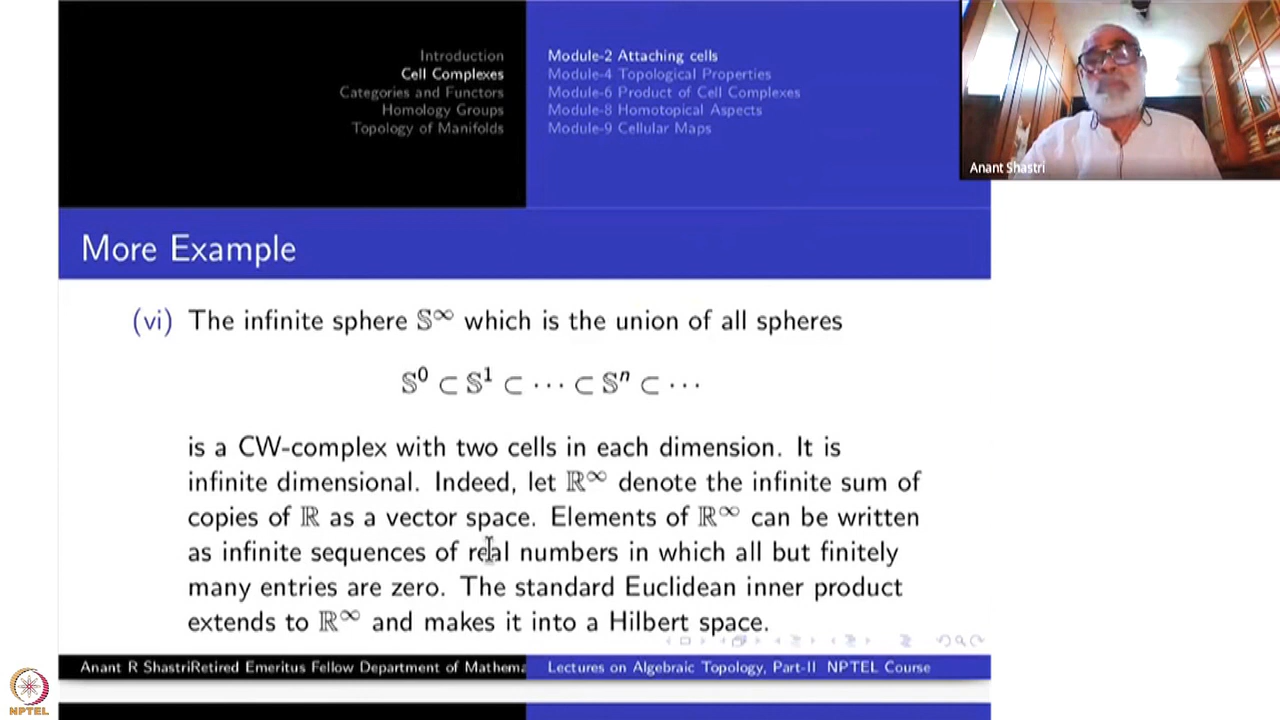 Introduction
Cell Complexes
Categories and Functors
Homology Groups
Topology of Manifolds
Module-2 Attaching cells
Module-4 Topological Properties
Module-6 Product of Cell Complexes
Module-8 Homotopical Aspects
Module-9 Cellular Maps
Anant Shastri
More Example
(vi) The infinite sphere 𝕊^∞ which is the union of all spheres
𝕊^0 ⊂ 𝕊^1 ⊂ ··· ⊂ 𝕊^n ⊂ ···
is a CW-complex with two cells in each dimension. It is
infinite dimensional. Indeed, let ℝ^∞ denote the infinite sum of
copies of ℝ as a vector space. Elements of ℝ^∞ can be written
as infinite sequences of real numbers in which all but finitely
many entries are zero. The standard Euclidean inner product
extends to ℝ^∞ and makes it into a Hilbert space.
Anant R ShastriRetired Emeritus Fellow Department of Mathema
Lectures on Algebraic Topology, Part-II NPTEL Course
NPTEL